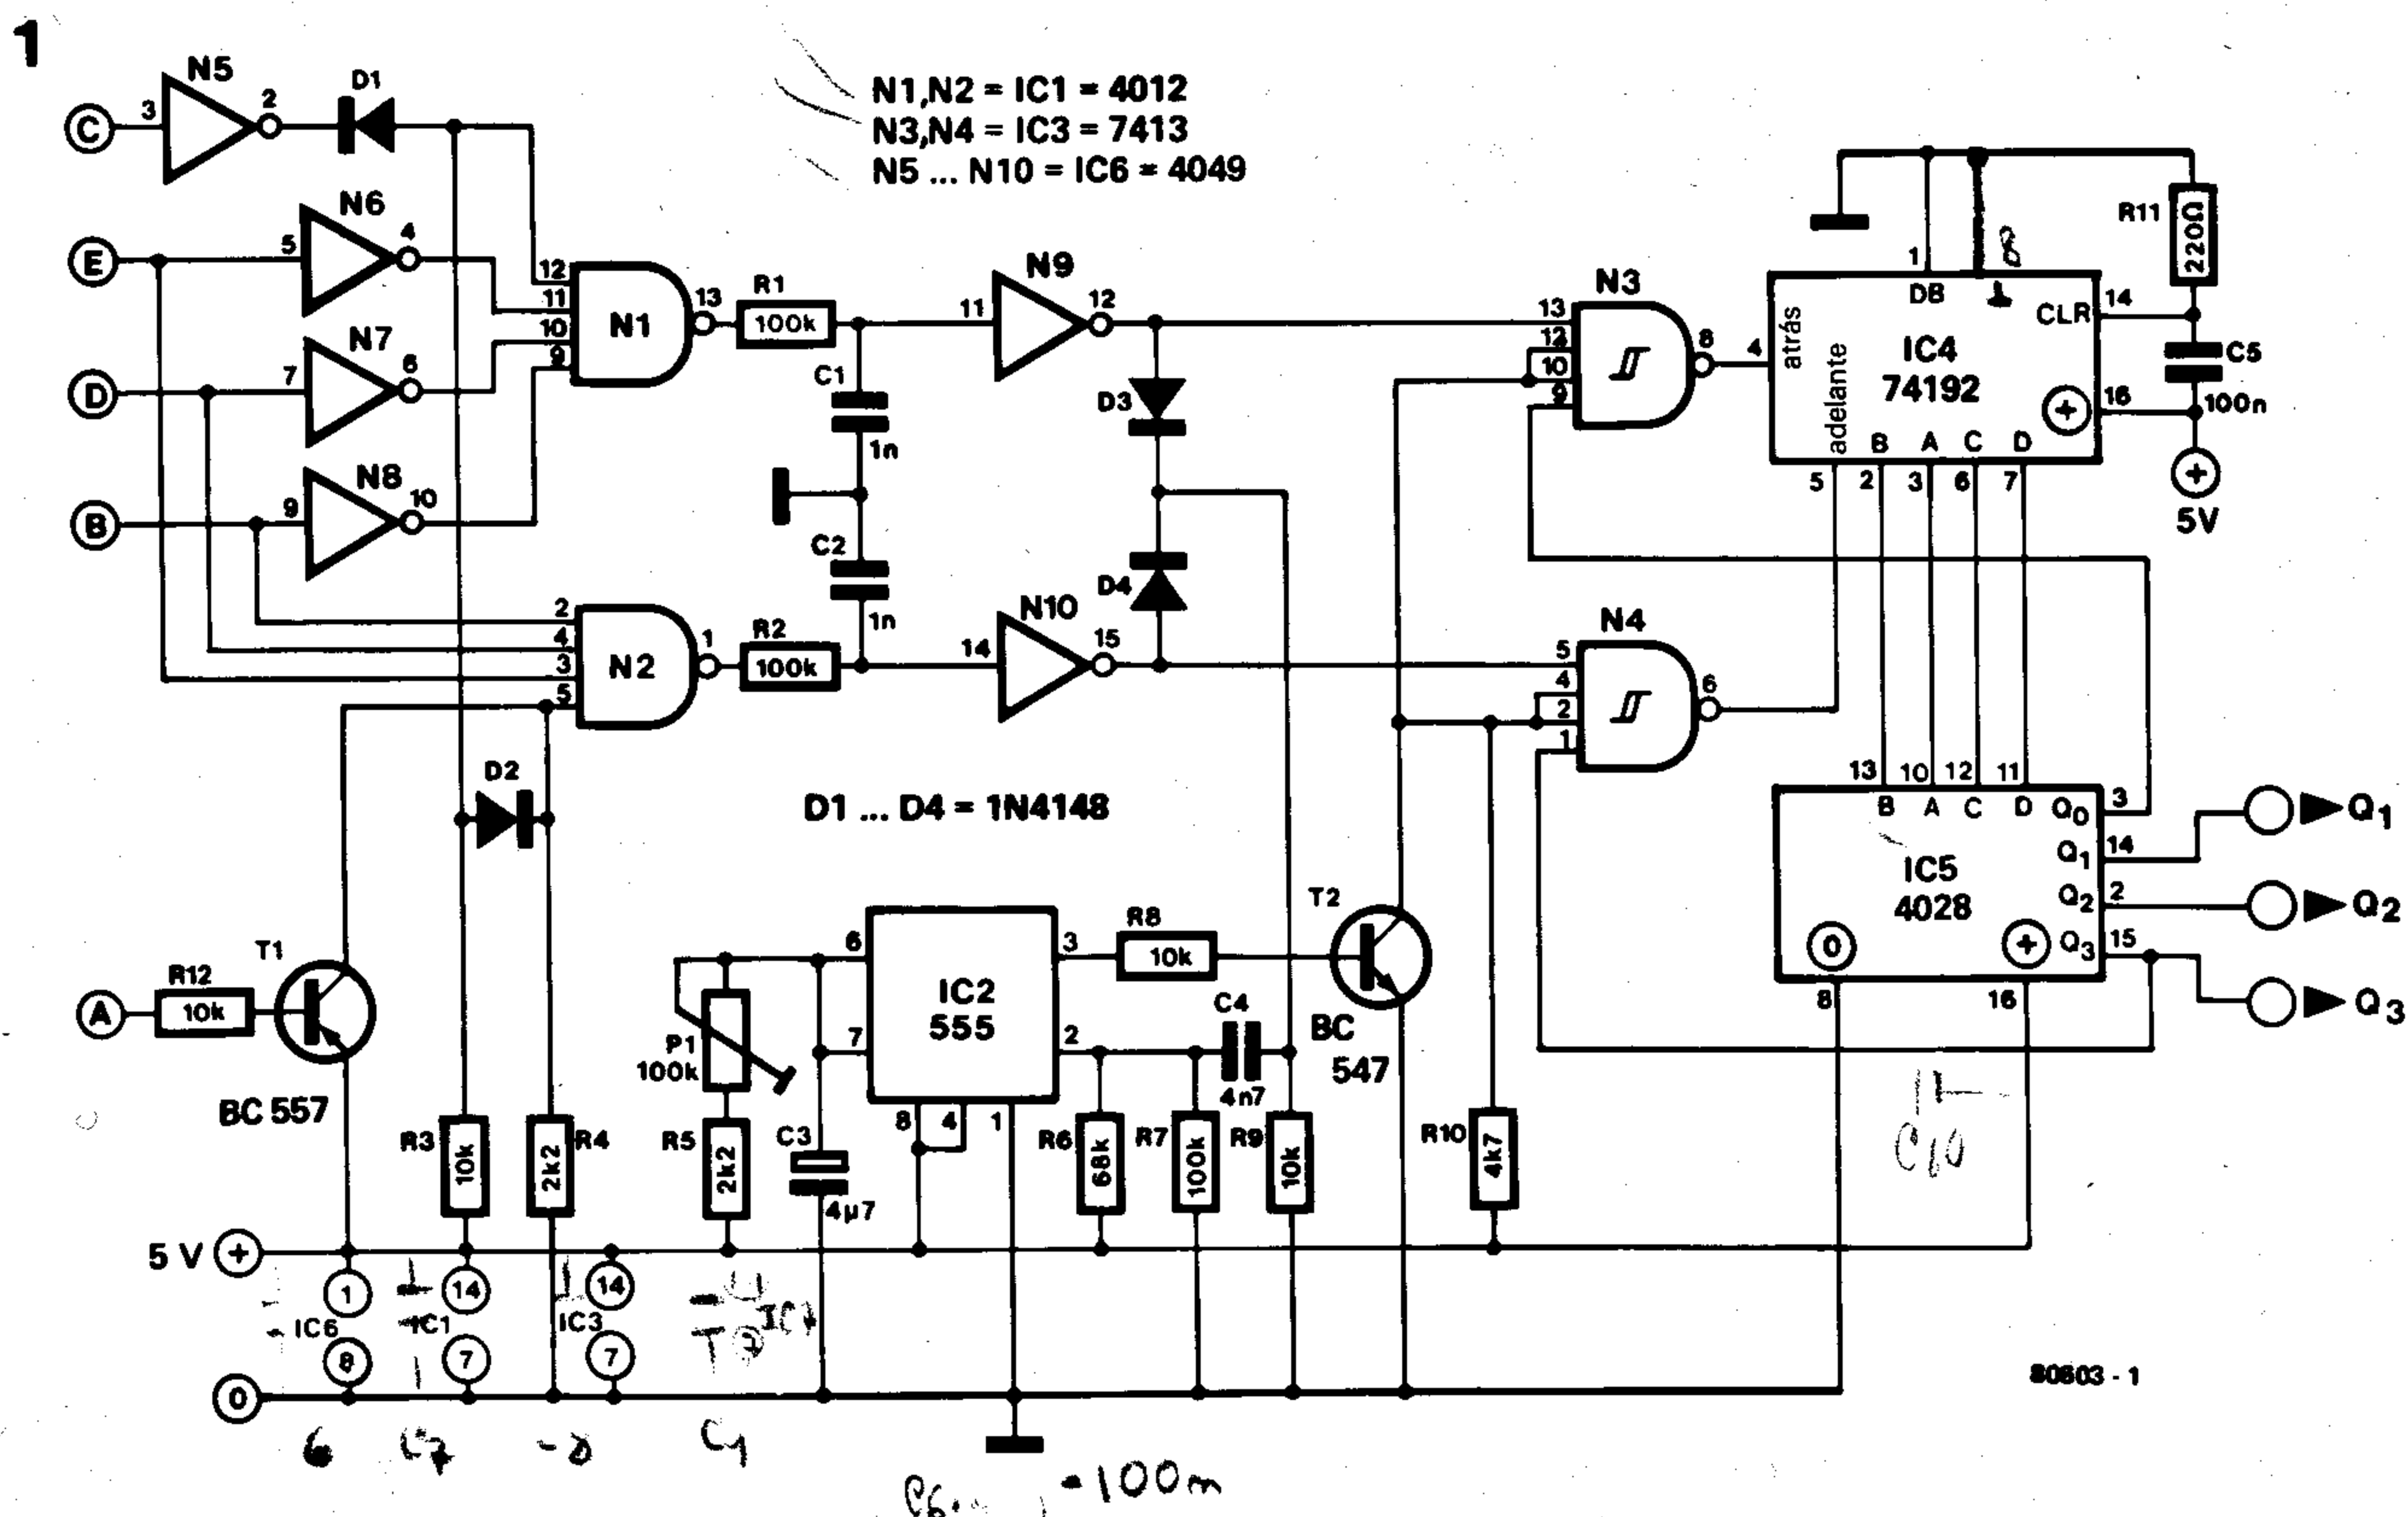 1
N1,N2 = IC1 = 4012
N3,N4 = IC3 = 7413
N5 ... N10 = IC6 = 4049
C 3 N5 2 D1
E 5 N6 4
D 7 N7 6
B 9 N8 10
12 11 10 9 N1 13 R1 100k
C1 1n
C2 1n
2 4 3 5 N2 1 R2 100k
11 N9 12
14 N10 15
D3
D4
13 12 10 9 N3 8
5 4 2 1 N4 6
4 atrás
adelante
1 DB 8
CLR 14
IC4
74192
+ 16
B A C D
5 2 3 6 7
R11 220Ω
C5 100n
+
5V
13 10 12 11
B A C D Q0 3
Q1 14
IC5
4028
Q2 2
Q3 15
0 +
8 16
Q1
Q2
Q3
D2
D1 ... D4 = 1N4148
A R12 10k T1
BC 557
R3 10k
R4 2k2
P1 100k
R5 2k2
C3 4µ7
6 7 IC2 3 2
555
8 4 1
R8 10k
T2
BC
547
C4 4n7
R6 68k
R7 100k
R9 10k
R10 4k7
C10
5 V +
1 14 14
IC6 IC1 IC3
8 7 7
0
80603 - 1